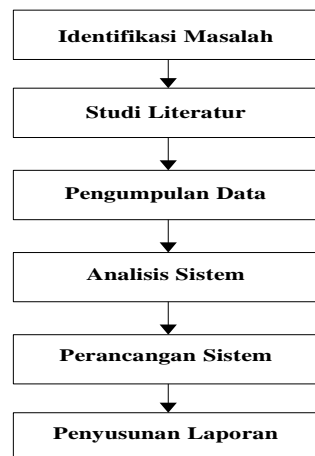 Identifikasi Masalah
Studi Literatur
Pengumpulan Data
Analisis Sistem
Perancangan Sistem
Penyusunan Laporan